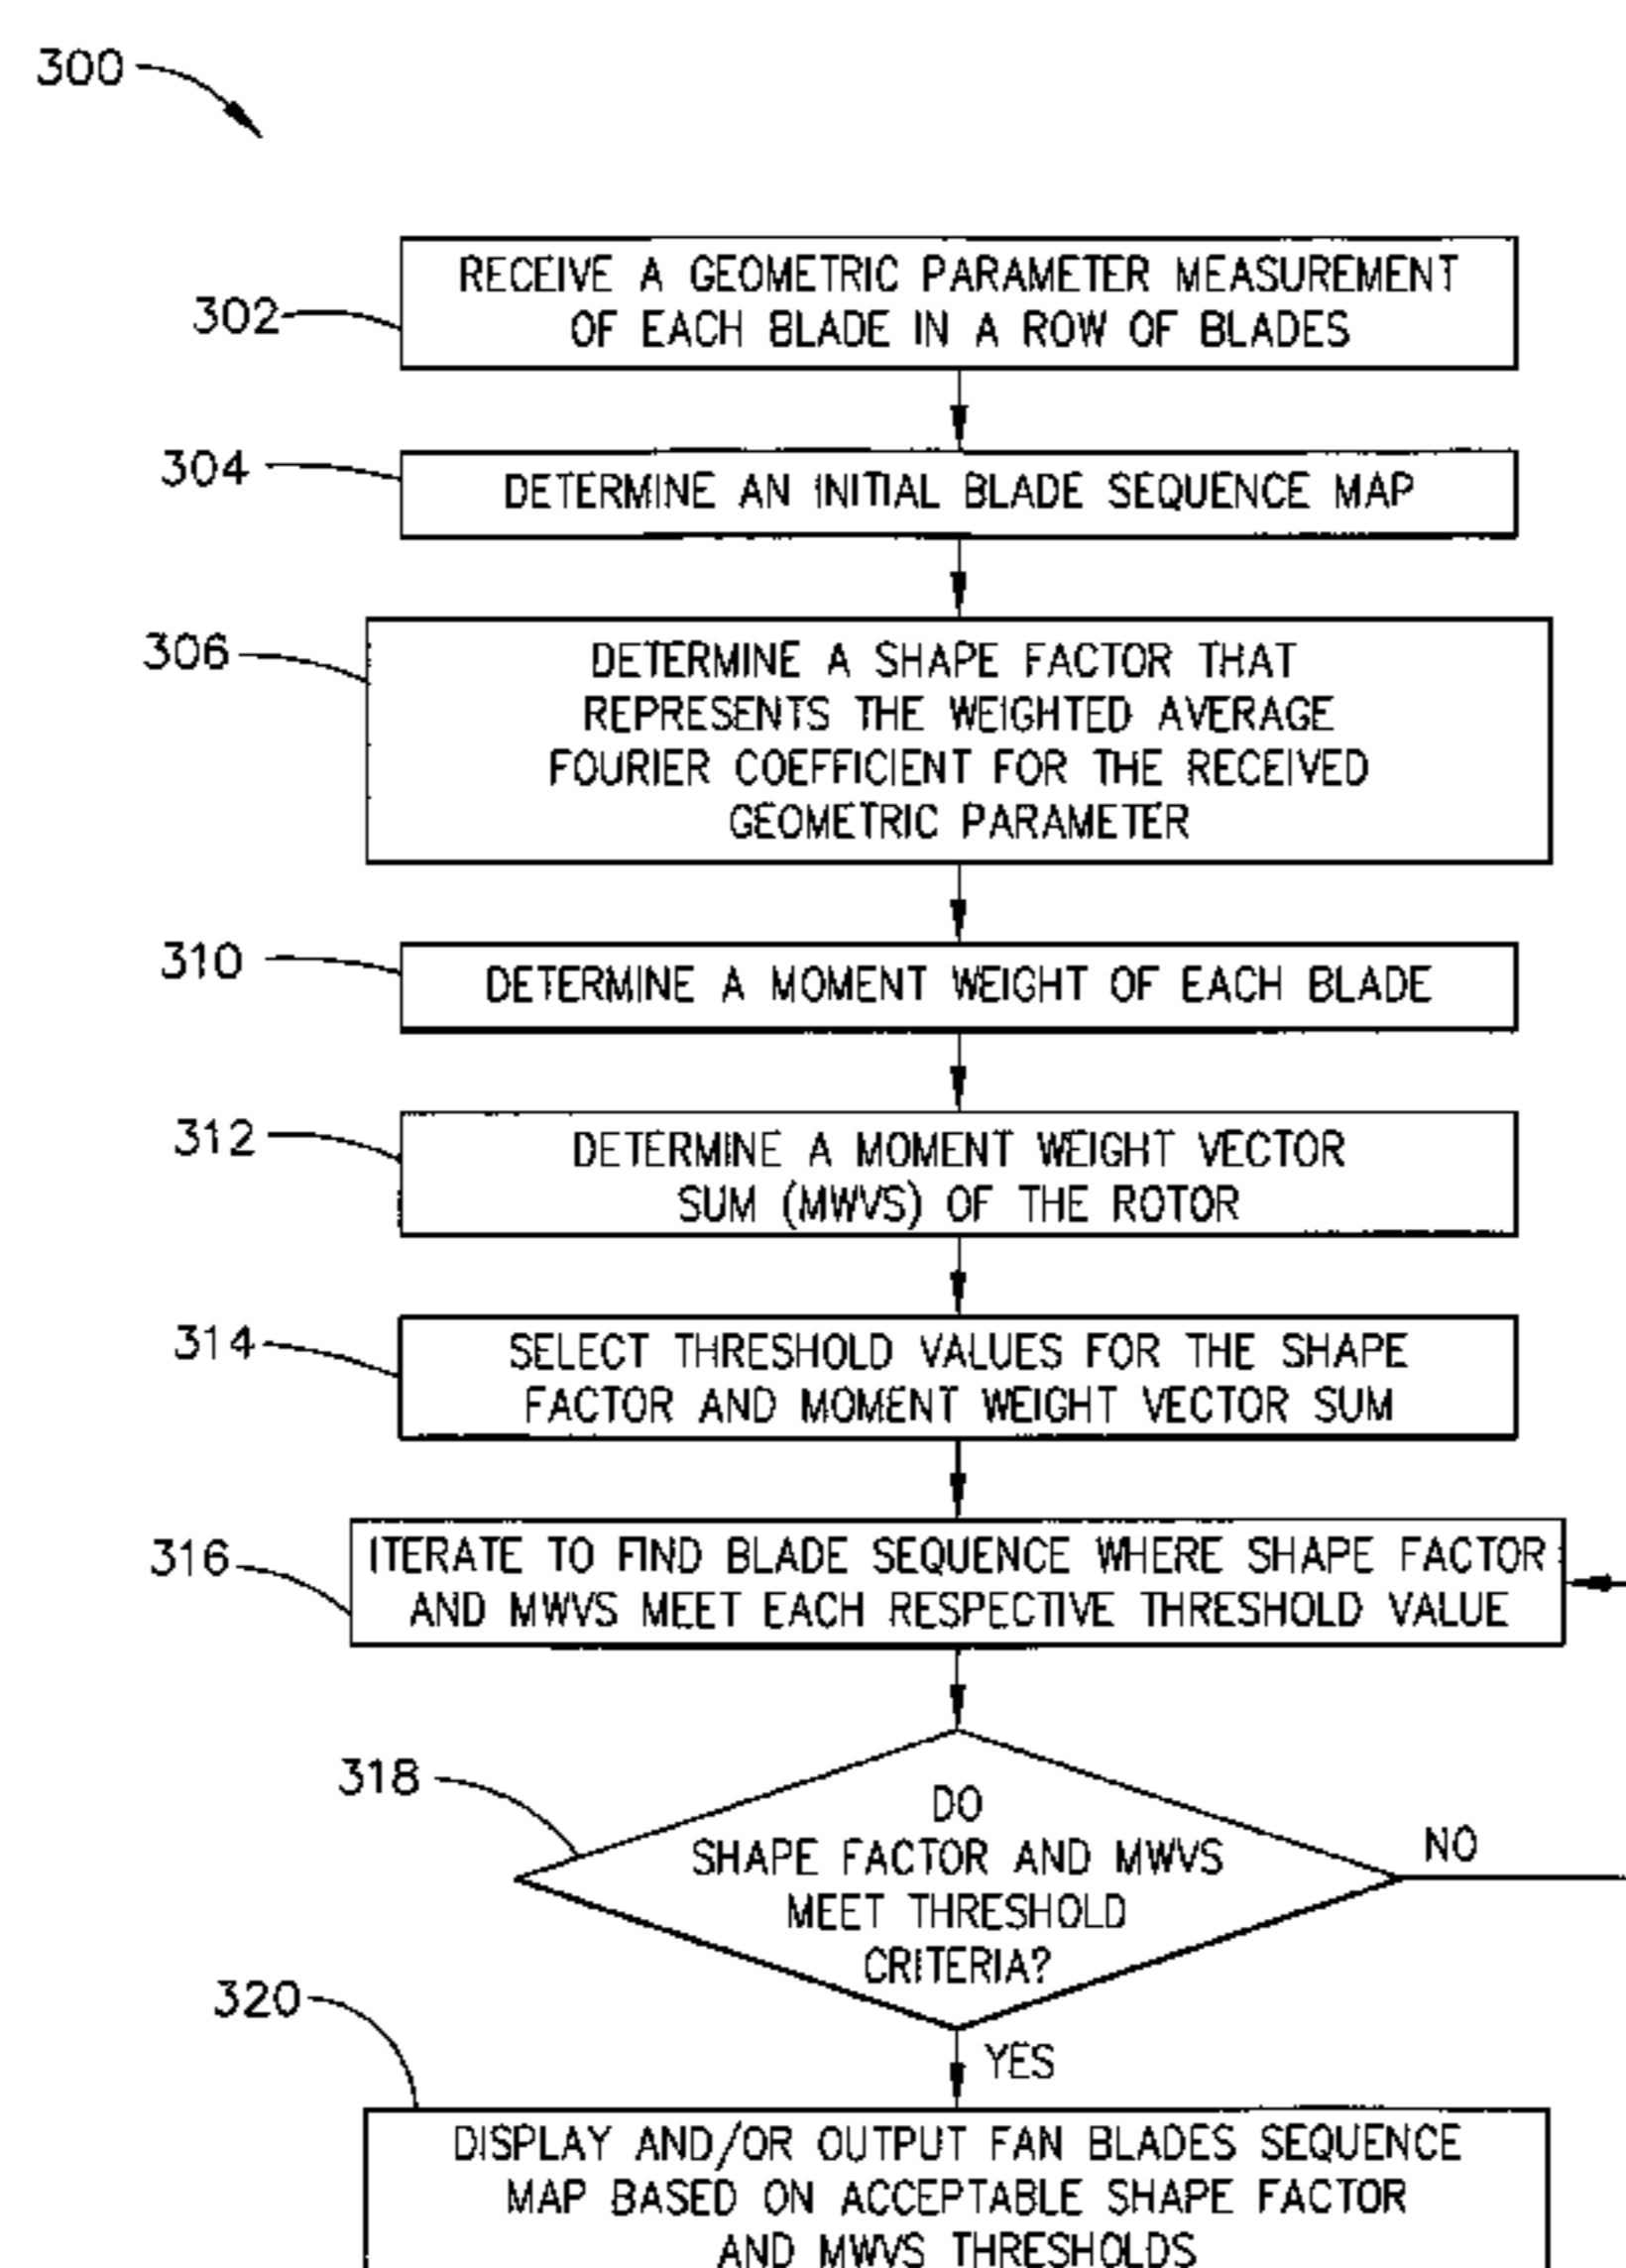 300
302
RECEIVE A GEOMETRIC PARAMETER MEASUREMENT
OF EACH BLADE IN A ROW OF BLADES
304
DETERMINE AN INITIAL BLADE SEQUENCE MAP
306
DETERMINE A SHAPE FACTOR THAT
REPRESENTS THE WEIGHTED AVERAGE
FOURIER COEFFICIENT FOR THE RECEIVED
GEOMETRIC PARAMETER
310
DETERMINE A MOMENT WEIGHT OF EACH BLADE
312
DETERMINE A MOMENT WEIGHT VECTOR
SUM (MWVS) OF THE ROTOR
314
SELECT THRESHOLD VALUES FOR THE SHAPE
FACTOR AND MOMENT WEIGHT VECTOR SUM
316
ITERATE TO FIND BLADE SEQUENCE WHERE SHAPE FACTOR
AND MWVS MEET EACH RESPECTIVE THRESHOLD VALUE
318
DO
SHAPE FACTOR AND MWVS
MEET THRESHOLD
CRITERIA?
NO
YES
320
DISPLAY AND/OR OUTPUT FAN BLADES SEQUENCE
MAP BASED ON ACCEPTABLE SHAPE FACTOR
AND MWVS THRESHOLDS